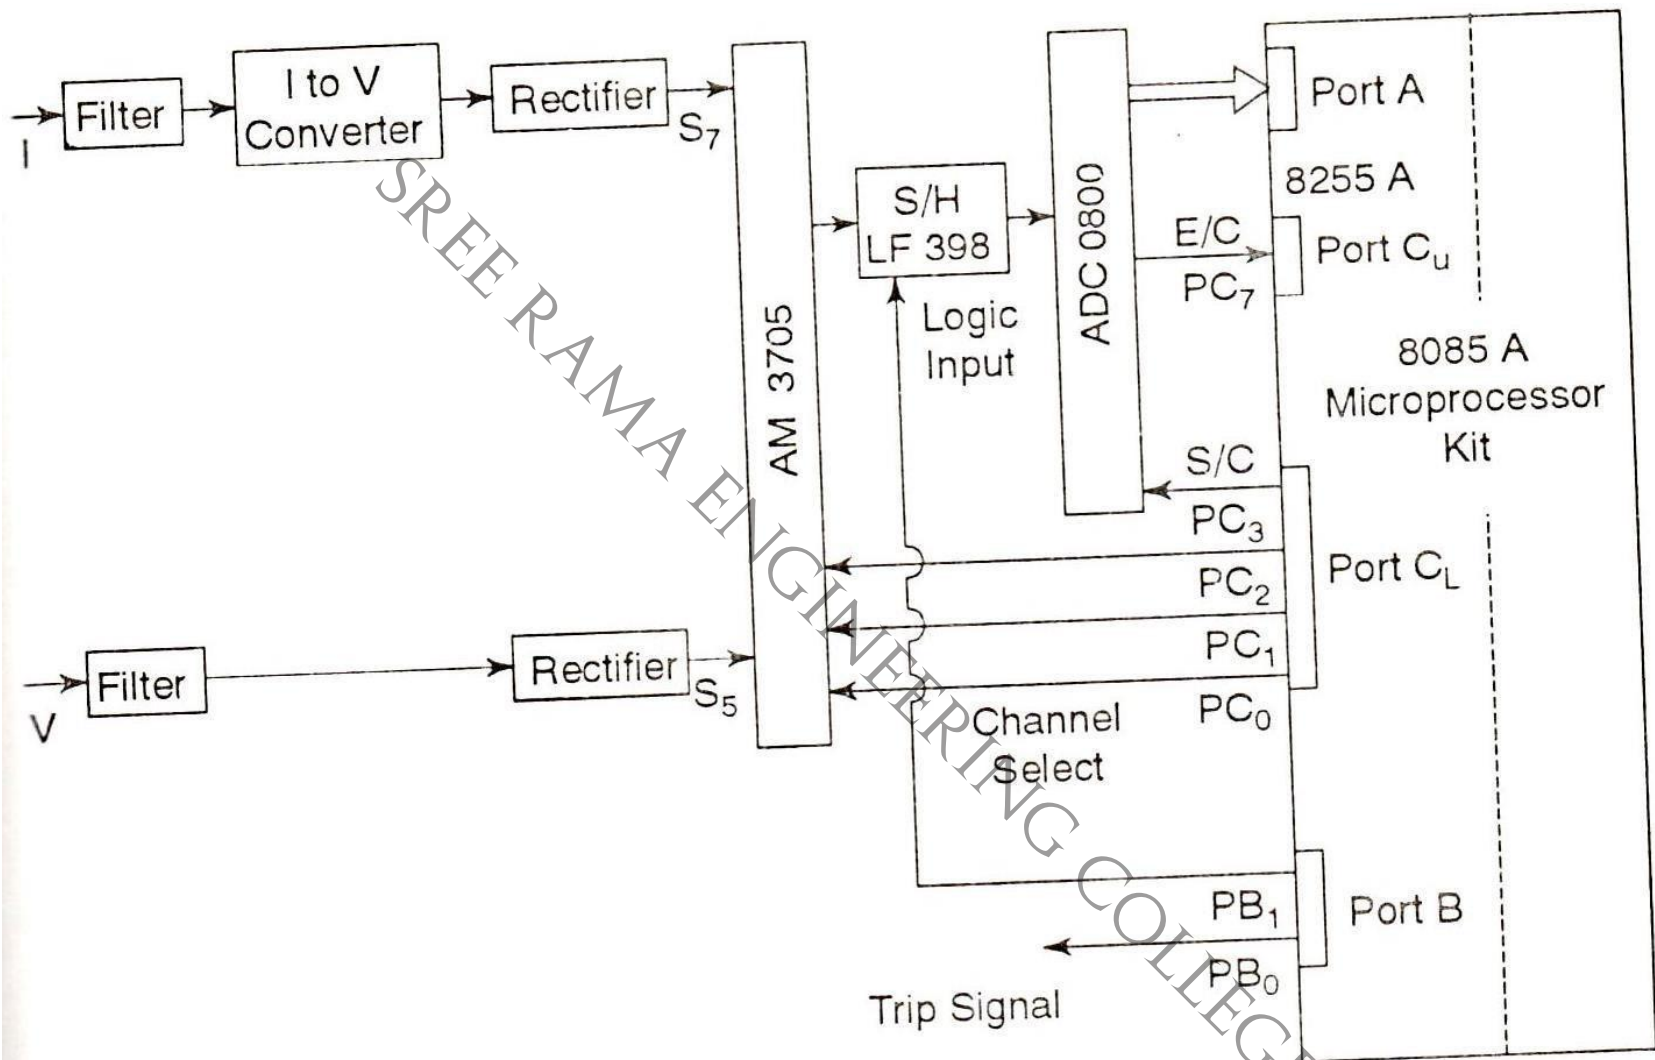 I
Filter
I to V
Converter
Rectifier
S7
V
Filter
Rectifier
S5
AM 3705
S/H
LF 398
Logic
Input
ADC 0800
Port A
8255 A
E/C
PC7
Port Cu
8085 A
Microprocessor
Kit
S/C
PC3
PC2
PC1
PC0
Port CL
Channel
Select
PB1
PB0
Port B
Trip Signal
SREE RAMA ENGINEERING COLLEGE